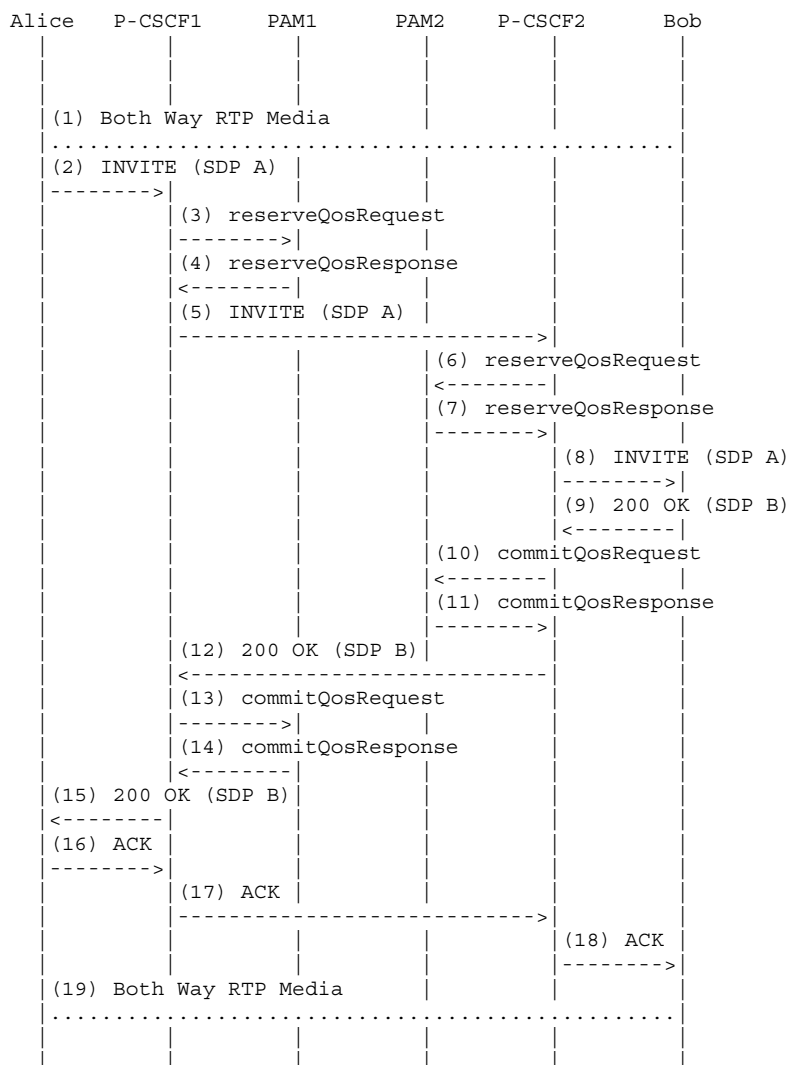 Alice P-CSCF1 PAM1 PAM2 P-CSCF2 Bob
(1) Both Way RTP Media
(2) INVITE (SDP A)
(3) reserveQosRequest
(4) reserveQosResponse
(5) INVITE (SDP A)
(6) reserveQosRequest
(7) reserveQosResponse
(8) INVITE (SDP A)
(9) 200 OK (SDP B)
(10) commitQosRequest
(11) commitQosResponse
(12) 200 OK (SDP B)
(13) commitQosRequest
(14) commitQosResponse
(15) 200 OK (SDP B)
(16) ACK
(17) ACK
(18) ACK
(19) Both Way RTP Media